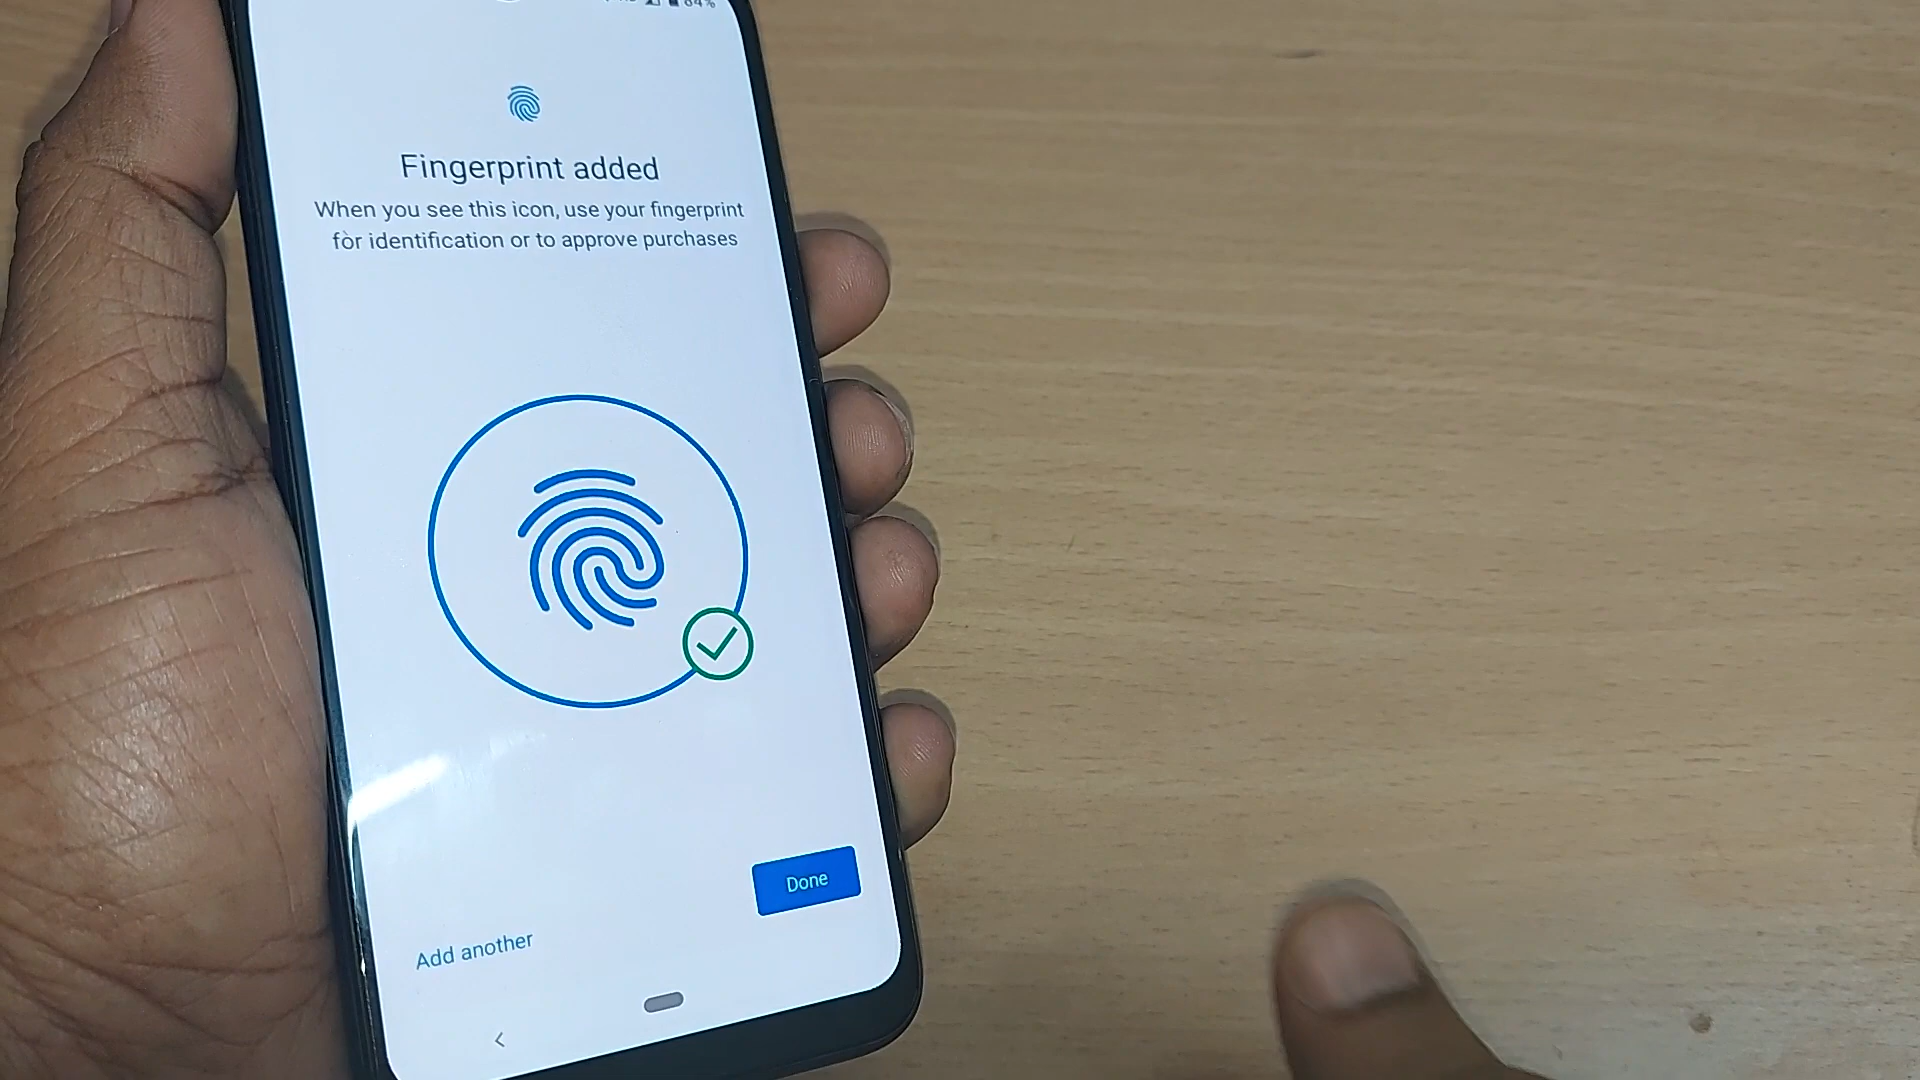 84%
Fingerprint added
When you see this icon, use your fingerprint
for identification or to approve purchases
Done
Add another